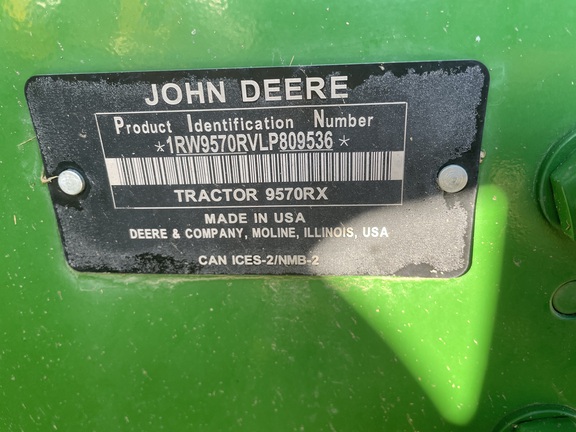 JOHN DEERE
Product Identification Number
*1RW9570RVLP809536*
TRACTOR 9570RX
MADE IN USA
DEERE & COMPANY, MOLINE, ILLINOIS, USA
CAN ICES-2/NMB-2